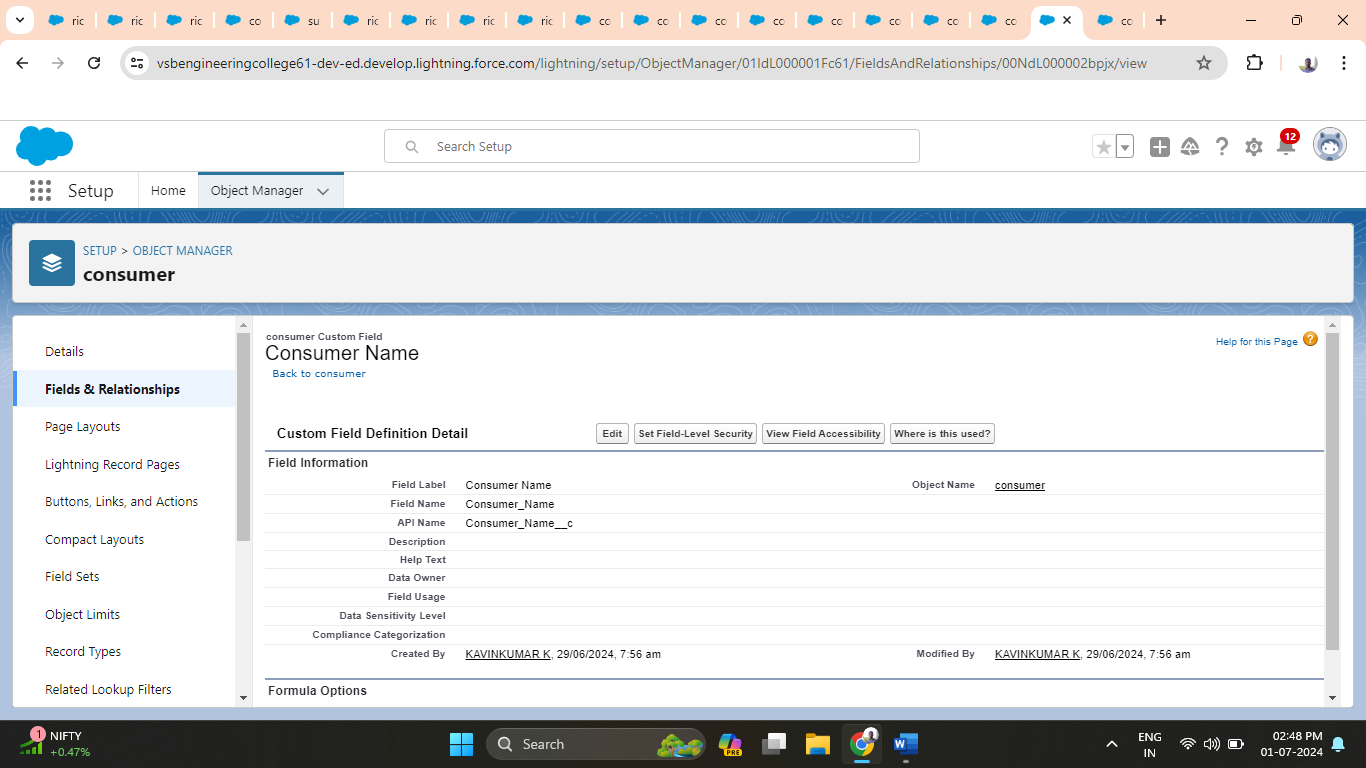 ric
ric
ric
co
su
ric
ric
ric
ric
co
co
co
co
co
co
co
co
co
vsbengineeringcollege61-dev-ed.develop.lightning.force.com/lightning/setup/ObjectManager/01IdL000001Fc61/FieldsAndRelationships/00NdL000002bpjx/view
Search Setup
12
Setup
Home
Object Manager
SETUP > OBJECT MANAGER
consumer
Details
Fields & Relationships
Page Layouts
Lightning Record Pages
Buttons, Links, and Actions
Compact Layouts
Field Sets
Object Limits
Record Types
Related Lookup Filters
consumer Custom Field
Consumer Name
Back to consumer
Help for this Page
Custom Field Definition Detail
Edit
Set Field-Level Security
View Field Accessibility
Where is this used?
Field Information
Field Label Consumer Name Object Name consumer
Field Name Consumer_Name
API Name Consumer_Name__c
Description
Help Text
Data Owner
Field Usage
Data Sensitivity Level
Compliance Categorization
Created By KAVINKUMAR K, 29/06/2024, 7:56 am Modified By KAVINKUMAR K, 29/06/2024, 7:56 am
Formula Options
1
NIFTY
+0.47%
Search
PRE
ENG
IN
02:48 PM
01-07-2024